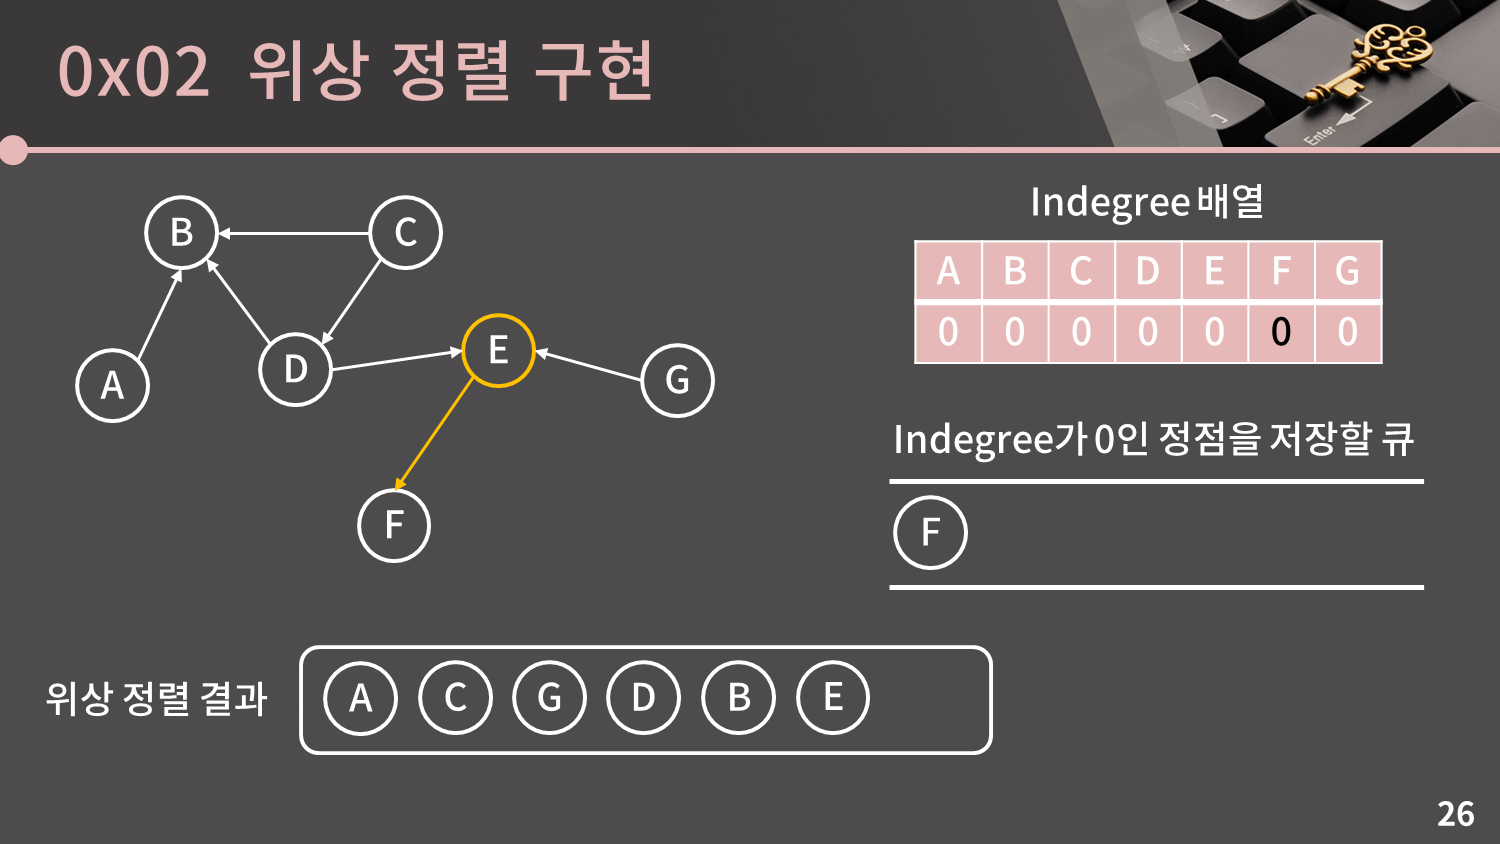 0x02 위상 정렬 구현
Enter
B
C
E
D
G
A
F
Indegree 배열
A B C D E F G
0 0 0 0 0 0 0
Indegree가 0인 정점을 저장할 큐
F
위상 정렬 결과
A C G D B E
26